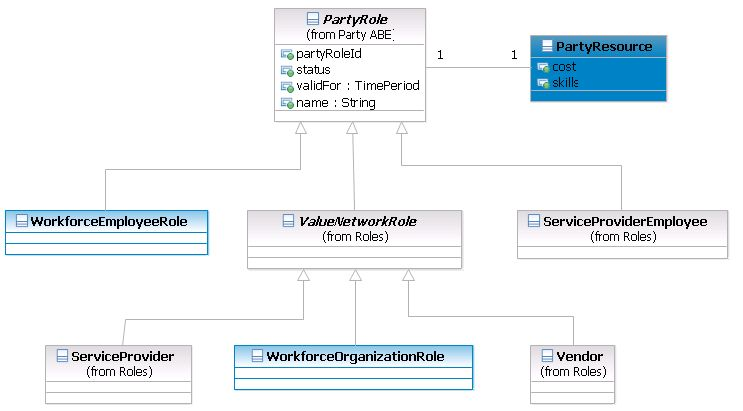 PartyRole
(from Party ABE)
partyRoleId
status
validFor : TimePeriod
name : String
1
1
PartyResource
cost
skills
WorkforceEmployeeRole
ValueNetworkRole
(from Roles)
ServiceProviderEmployee
(from Roles)
ServiceProvider
(from Roles)
WorkforceOrganizationRole
Vendor
(from Roles)